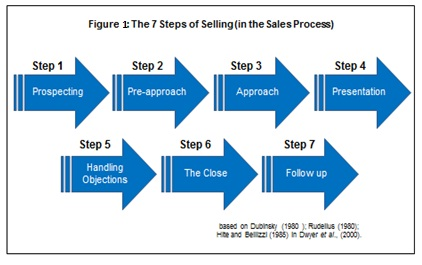 Figure 1: The 7 Steps of Selling (in the Sales Process)
Step 1
Step 2
Step 3
Step 4
Prospecting
Pre-approach
Approach
Presentation
Step 5
Step 6
Step 7
Handling
Objections
The Close
Follow up
based on Dubinsky (1980 ); Rudelius (1980);
Hite and Bellizzi (1985) in Dwyer et al., (2000).